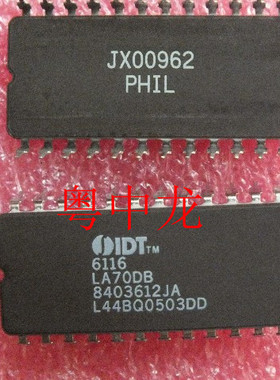 JX00962
PHIL
粤中龙
IDT™
6116
LA70DB
8403612JA
L44BQ0503DD